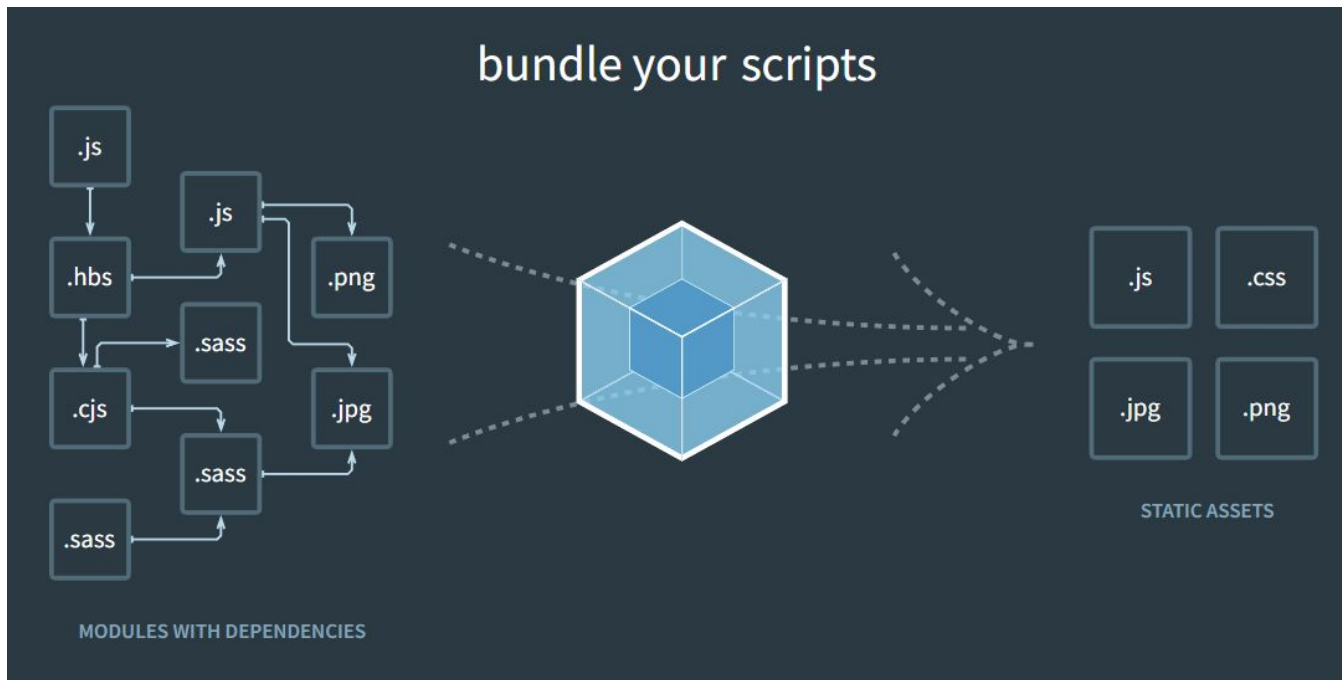 bundle your scripts
.js
.js
.hbs
.png
.sass
.cjs
.jpg
.sass
.sass
MODULES WITH DEPENDENCIES
.js
.css
.jpg
.png
STATIC ASSETS